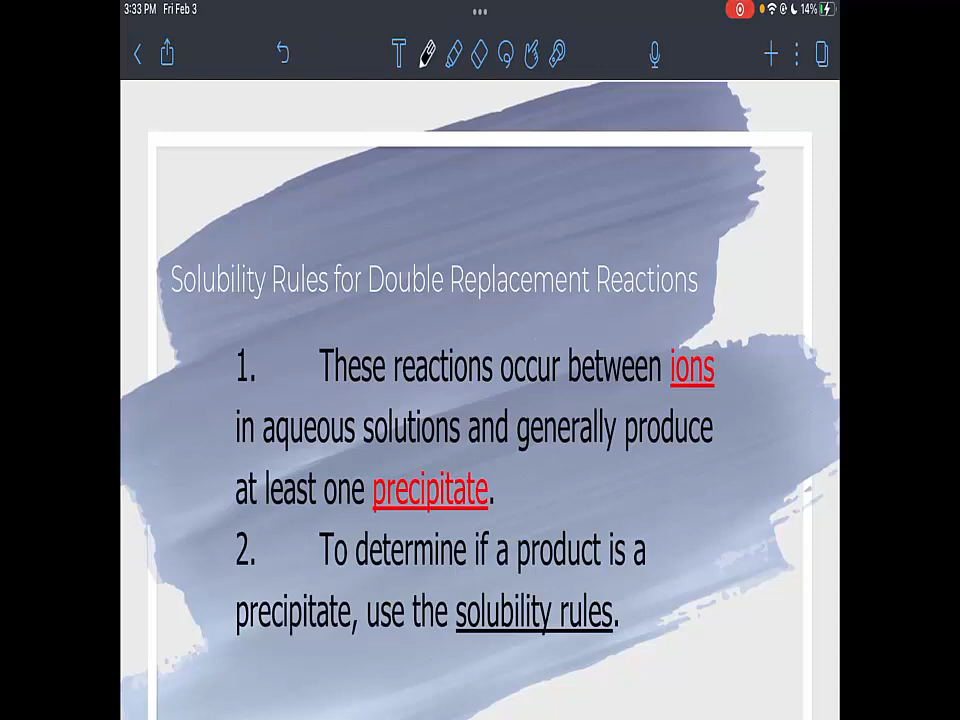 3:33 PM Fri Feb 3
14%
Solubility Rules for Double Replacement Reactions
1. These reactions occur between ions
in aqueous solutions and generally produce
at least one precipitate.
2. To determine if a product is a
precipitate, use the solubility rules.